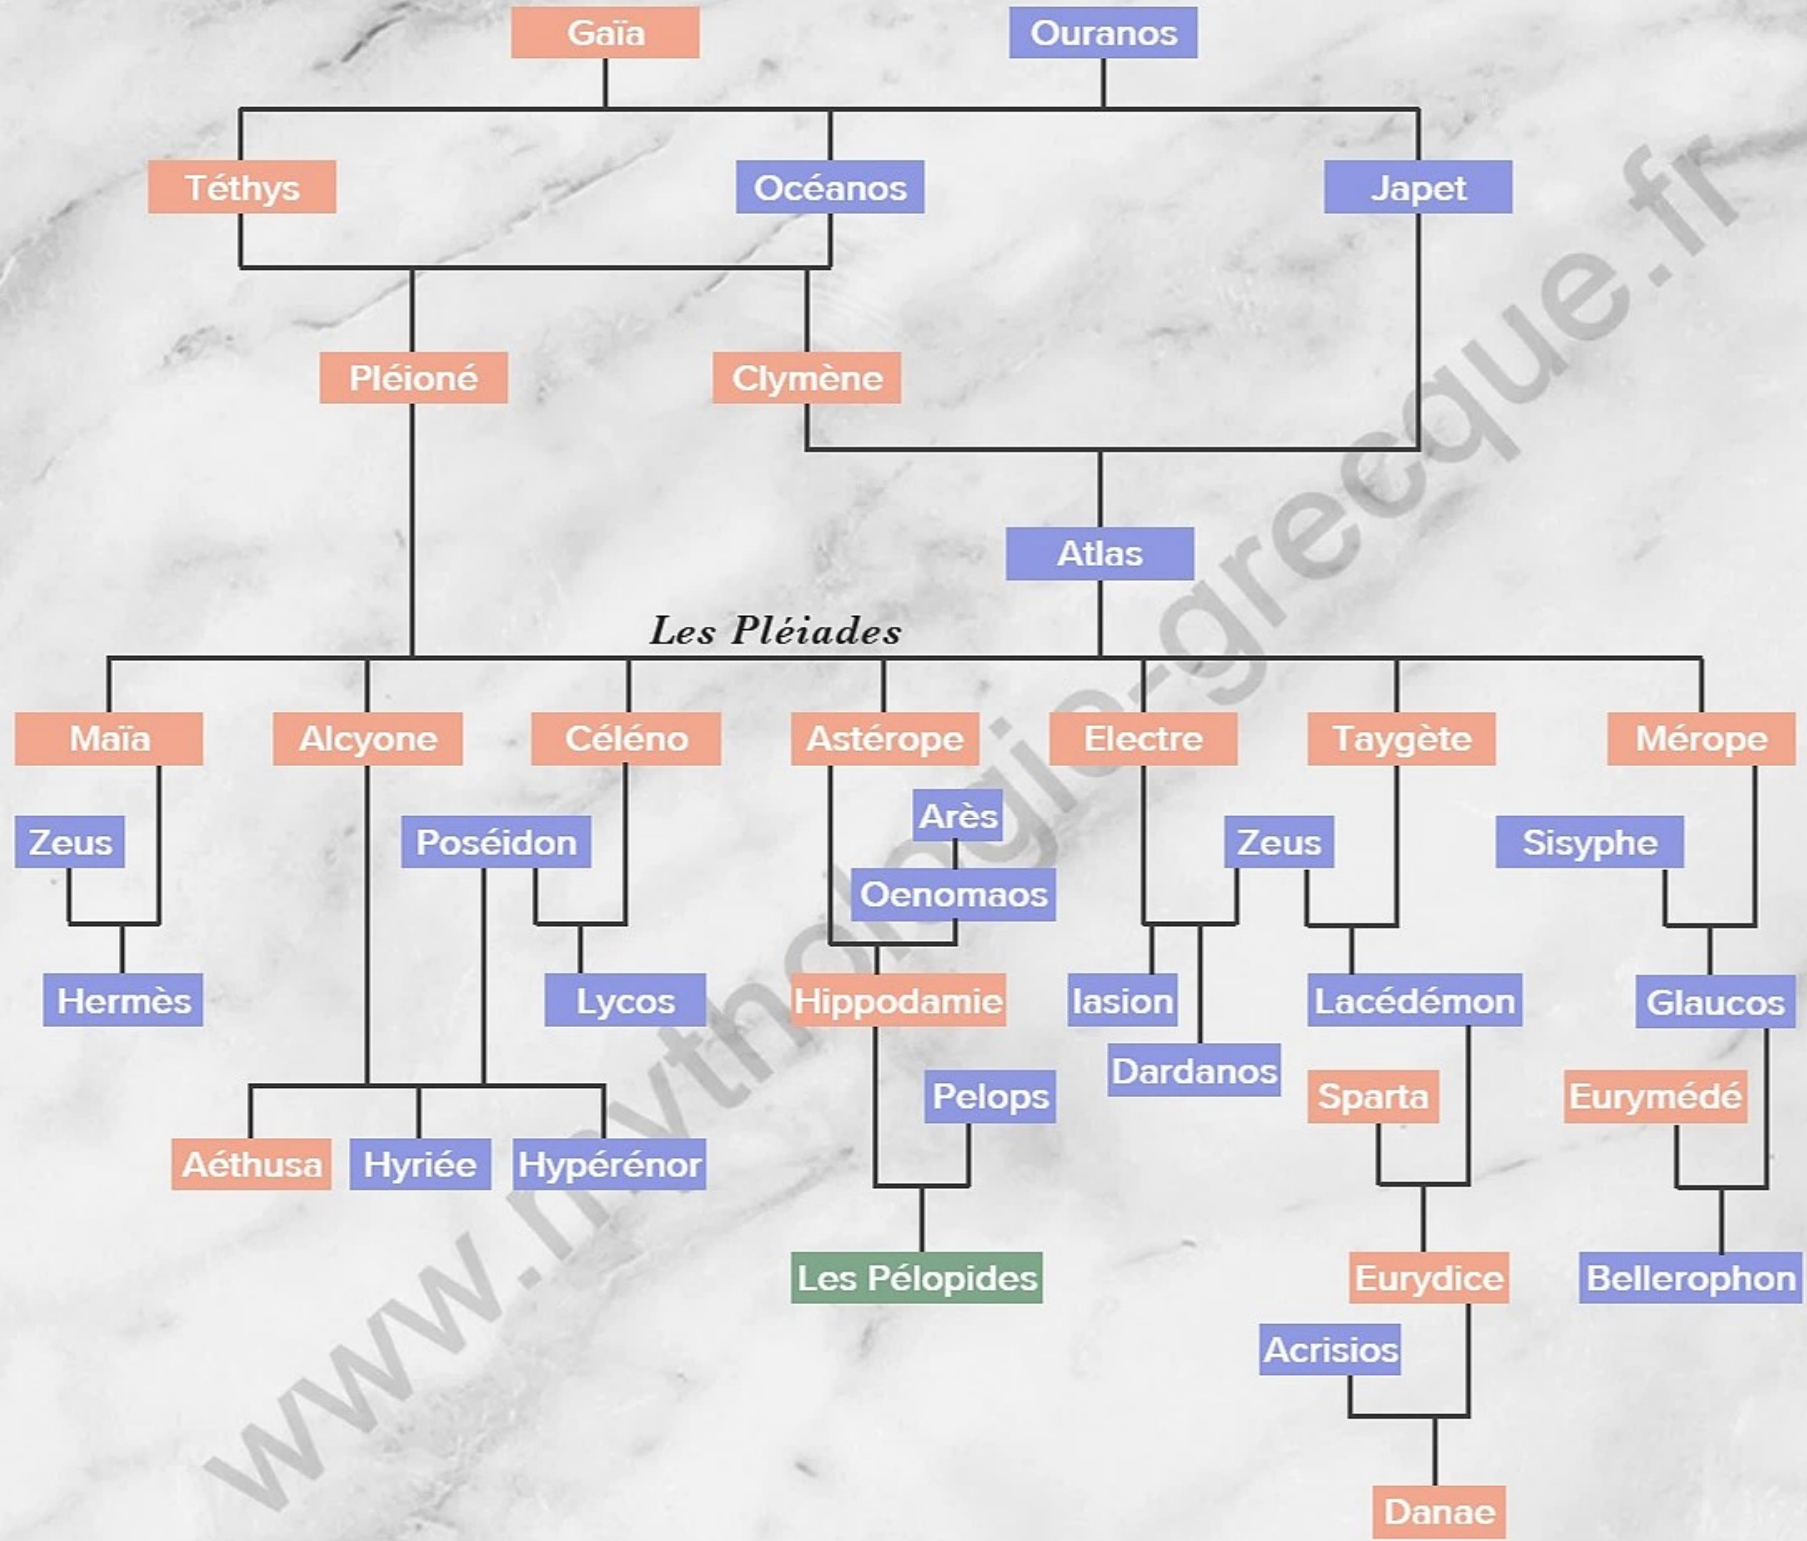 Gaïa
Ouranos
Téthys
Océanos
Japet
Pléioné
Clymène
Atlas
Les Pléiades
Maïa
Alcyone
Céléno
Astérope
Electre
Taygète
Mérope
Arès
Zeus
Poséidon
Zeus
Sisyphe
Oenomaos
Hermès
Lycos
Hippodamie
Iasion
Lacédémon
Glaucos
Dardanos
Pelops
Sparta
Eurymédé
Aéthusa
Hyriée
Hypérénor
Les Pélopides
Eurydice
Bellerophon
Acrisios
Danae
www.mythologie-grecque.fr